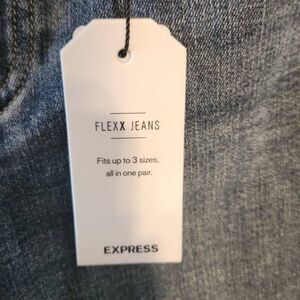 FLEXX JEANS
Fits up to 3 sizes,
all in one pair.
EXPRESS